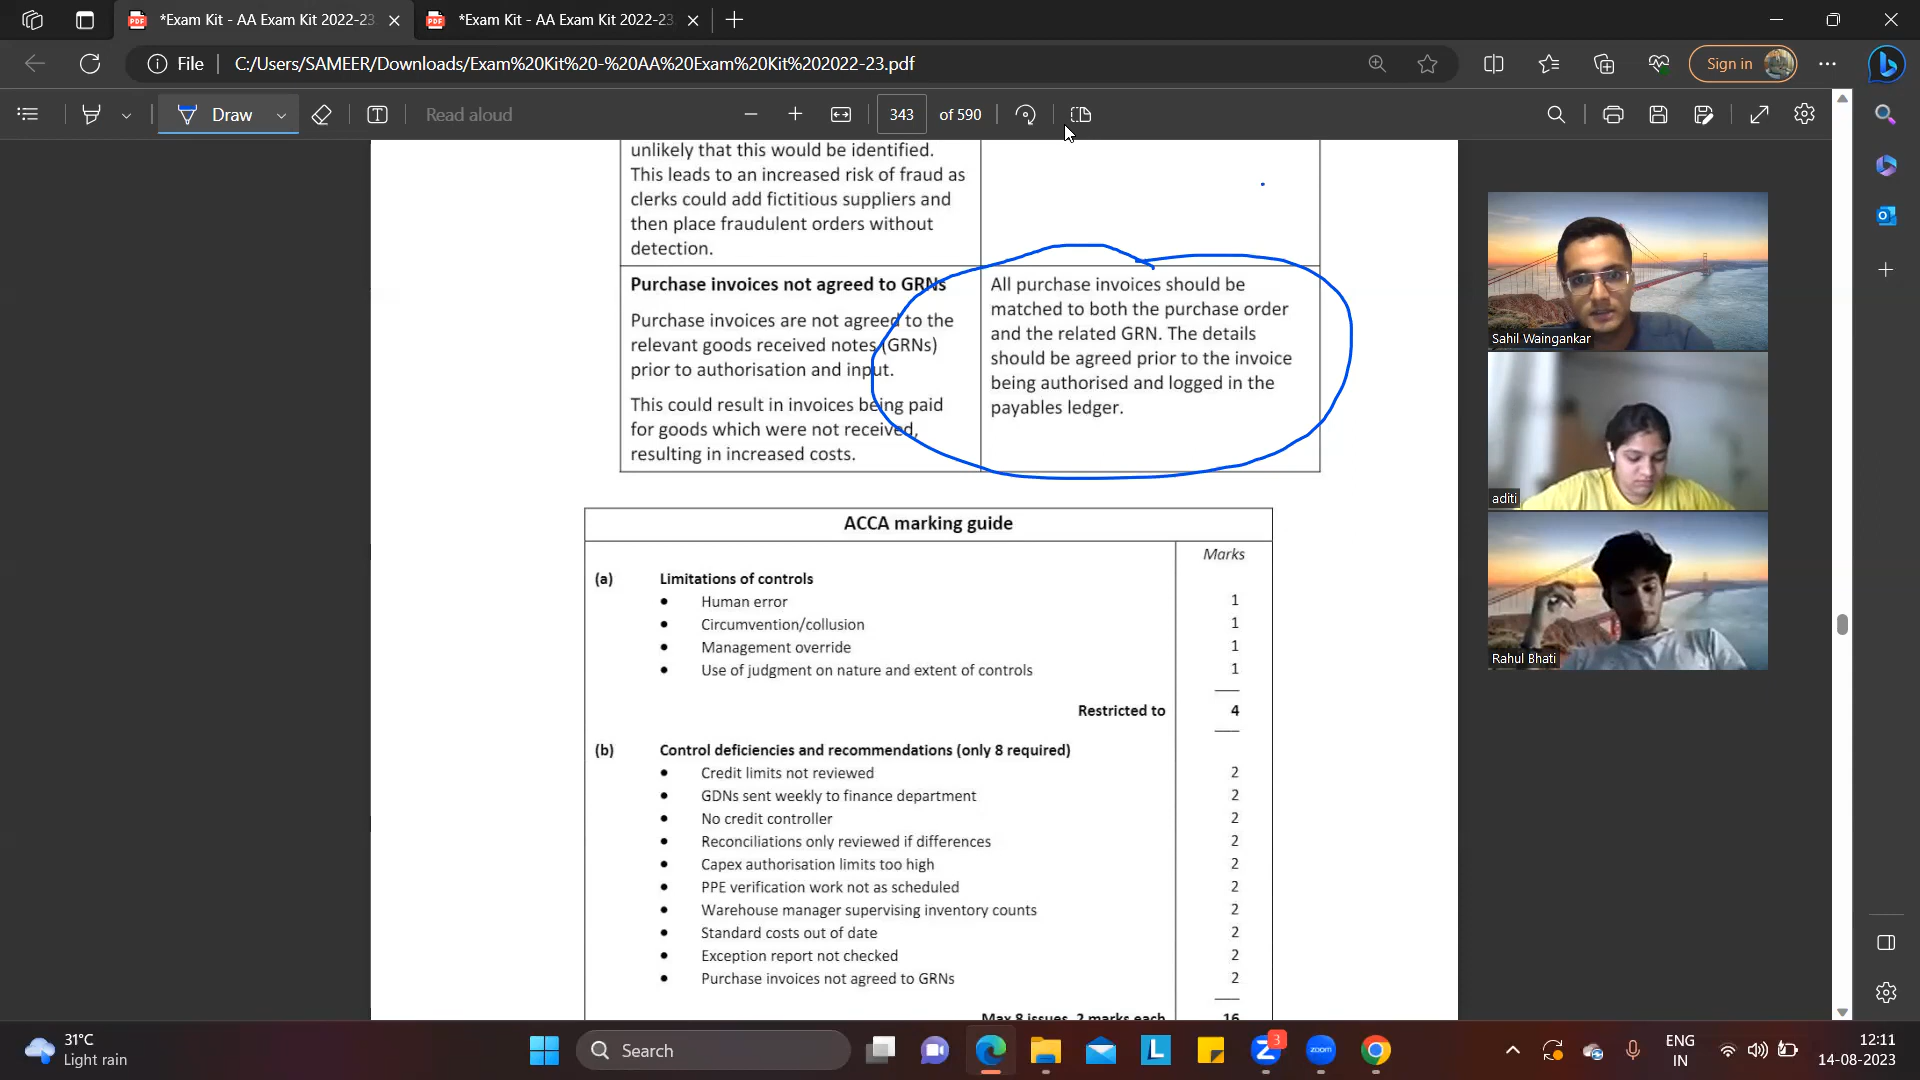 *Exam Kit - AA Exam Kit 2022-23
*Exam Kit - AA Exam Kit 2022-23
File
C:/Users/SAMEER/Downloads/Exam%20Kit%20-%20AA%20Exam%20Kit%202022-23.pdf
Sign in
Draw
Read aloud
343 of 590
unlikely that this would be identified.
This leads to an increased risk of fraud as
clerks could add fictitious suppliers and
then place fraudulent orders without
detection.
Purchase invoices not agreed to GRNs
Purchase invoices are not agreed to the
relevant goods received notes (GRNs)
prior to authorisation and input.
This could result in invoices being paid
for goods which were not received,
resulting in increased costs.
All purchase invoices should be
matched to both the purchase order
and the related GRN. The details
should be agreed prior to the invoice
being authorised and logged in the
payables ledger.
ACCA marking guide
Marks
(a) Limitations of controls
• Human error 1
• Circumvention/collusion 1
• Management override 1
• Use of judgment on nature and extent of controls 1
Restricted to 4
(b) Control deficiencies and recommendations (only 8 required)
• Credit limits not reviewed 2
• GDNs sent weekly to finance department 2
• No credit controller 2
• Reconciliations only reviewed if differences 2
• Capex authorisation limits too high 2
• PPE verification work not as scheduled 2
• Warehouse manager supervising inventory counts 2
• Standard costs out of date 2
• Exception report not checked 2
• Purchase invoices not agreed to GRNs 2
Max 8 issues, 2 marks each 16
Sahil Waingankar
aditi
Rahul Bhati
31°C
Light rain
Search
L
Z
3
zoom
ENG
IN
12:11
14-08-2023